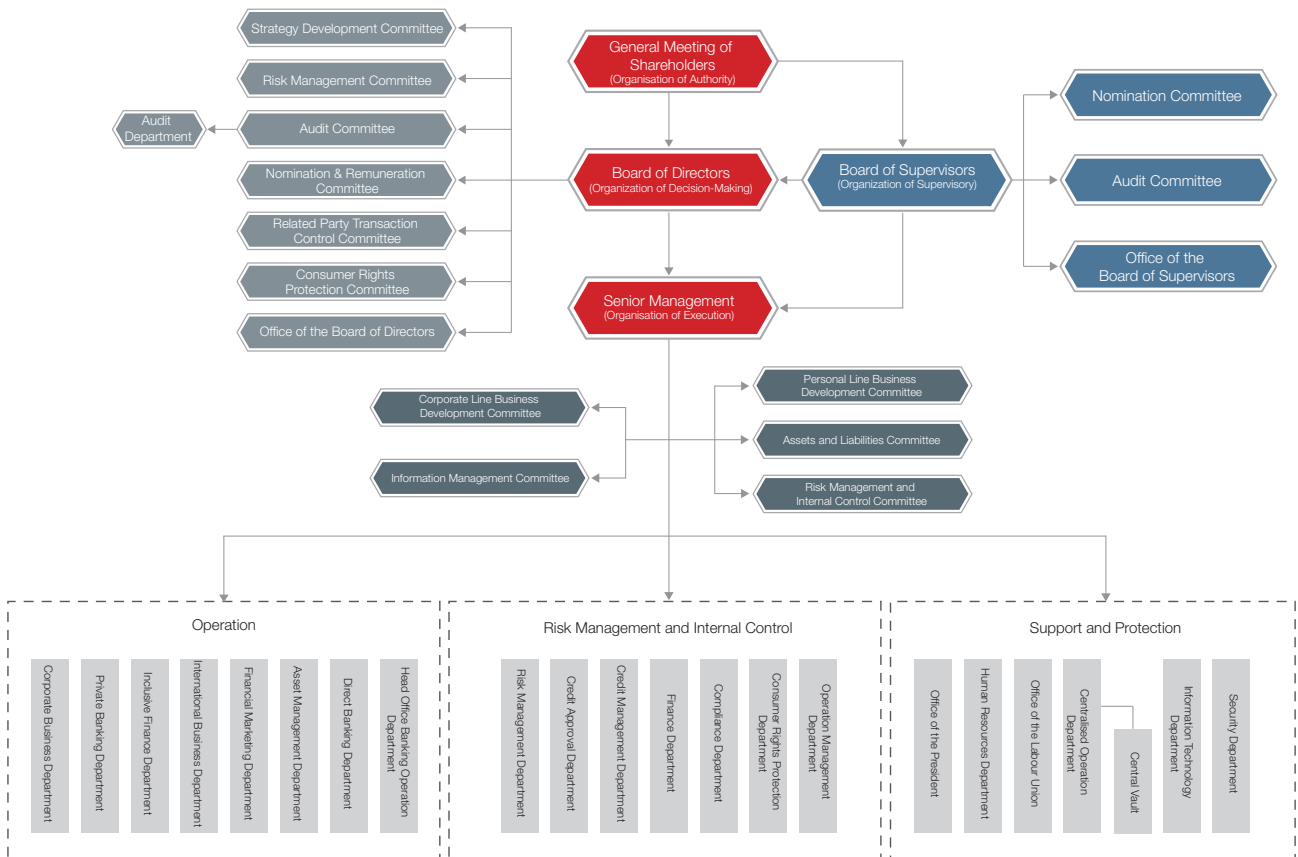 Strategy Development Committee
Risk Management Committee
Audit
Department
Audit Committee
Nomination & Remuneration
Committee
Related Party Transaction
Control Committee
Consumer Rights
Protection Committee
Office of the Board of Directors
General Meeting of
Shareholders
(Organisation of Authority)
Board of Directors
(Organization of Decision-Making)
Board of Supervisors
(Organization of Supervisory)
Nomination Committee
Audit Committee
Office of the
Board of Supervisors
Senior Management
(Organisation of Execution)
Corporate Line Business
Development Committee
Information Management Committee
Personal Line Business
Development Committee
Assets and Liabilities Committee
Risk Management and
Internal Control Committee
Operation
Corporate Business Department
Private Banking Department
Inclusive Finance Department
International Business Department
Financial Marketing Department
Asset Management Department
Direct Banking Department
Head Office Banking Operation
Department
Risk Management and Internal Control
Risk Management Department
Credit Approval Department
Credit Management Department
Finance Department
Compliance Department
Consumer Rights Protection
Department
Operation Management
Department
Support and Protection
Office of the President
Human Resources Department
Office of the Labour Union
Centralised Operation
Department
Central Vault
Information Technology
Department
Security Department